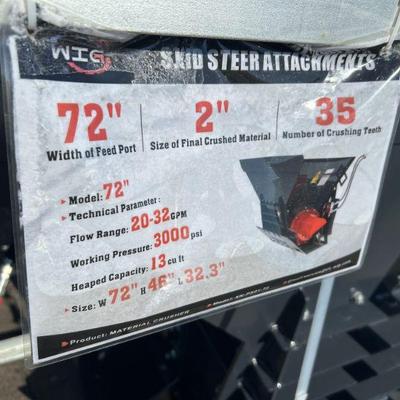 SKID STEER ATTACHMENTS
72" 2" 35
Width of Feed Port Size of Final Crushed Material Number of Crushing Teeth
Model: 72"
Technical Parameter:
Flow Range: 20-32GPM
Working Pressure: 3000psi
Heaped Capacity: 13cu ft
Size: W 72" H 46" L 32.3"
Product: MATERIAL CRUSHER